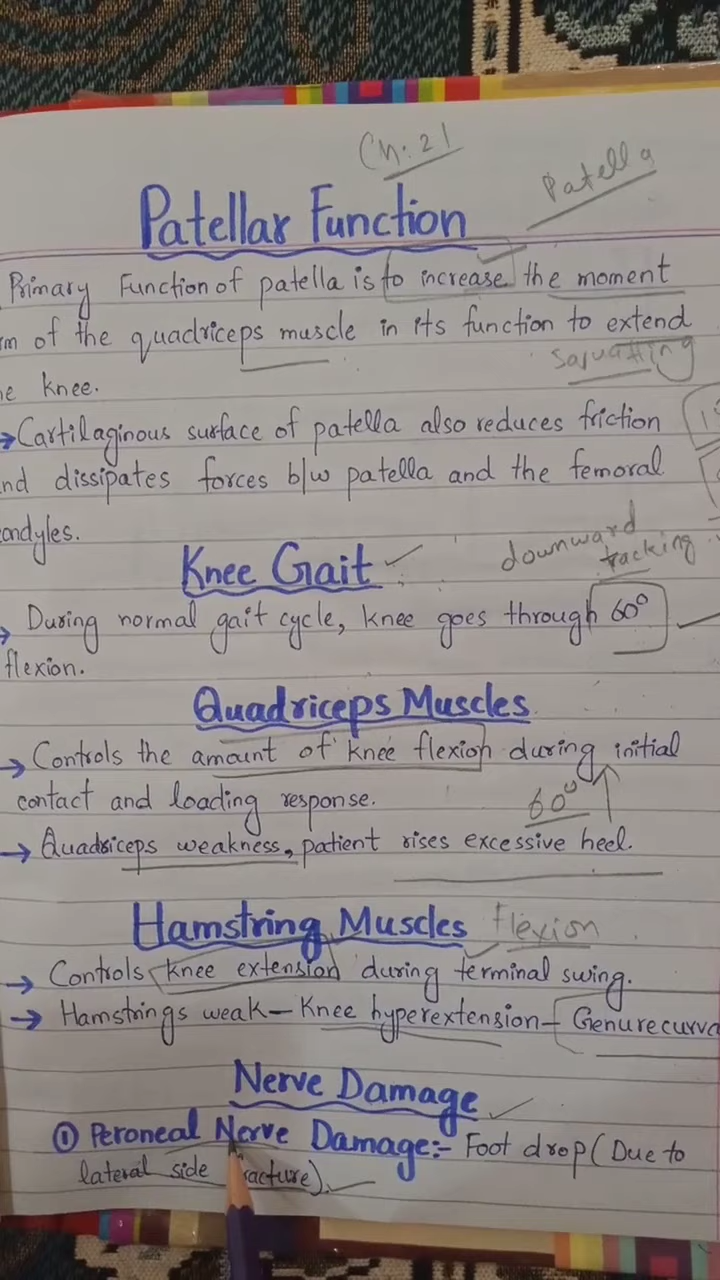 Ch: 21
Patella
Patellar Function
Primary Function of patella is to increase the moment
m of the quadriceps muscle in its function to extend
squatting
e knee.
→ Cartilaginous surface of patella also reduces friction
nd dissipates forces b/w patella and the femoral
ondyles.
downward
tracking
Knee Gait
→ During normal gait cycle, knee goes through 60°
flexion.
Quadriceps Muscles
→ Controls the amount of knee flexion during initial
contact and loading response.
60°
→ Quadriceps weakness, patient rises excessive heel.
Hamstring Muscles flexion
→ Controls knee extension during terminal swing.
→ Hamstrings weak – Knee hyperextension – Genurecurva
Nerve Damage
① Peroneal Nerve Damage:- Foot drop (Due to
lateral side racture).